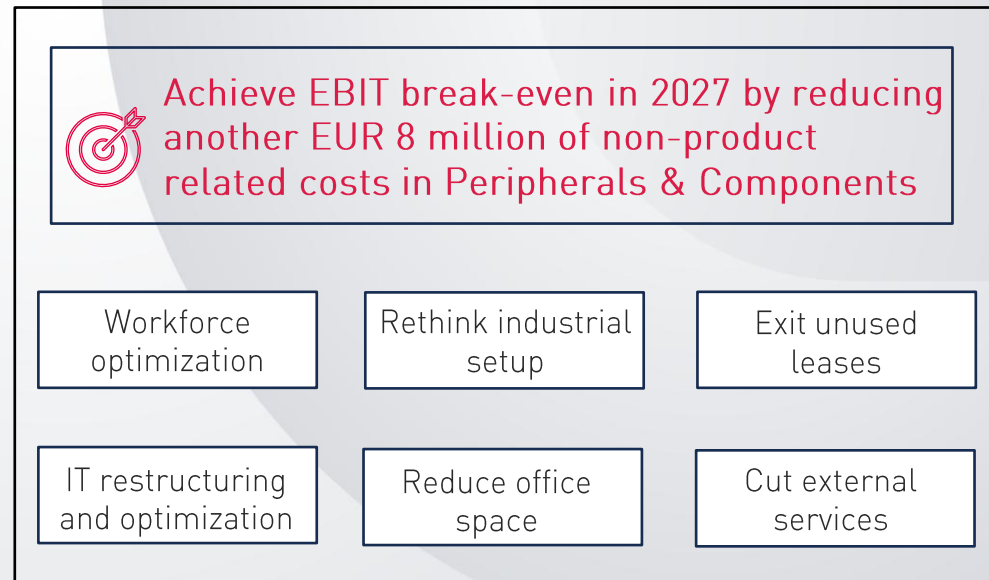 Achieve EBIT break-even in 2027 by reducing
another EUR 8 million of non-product
related costs in Peripherals & Components
Workforce
optimization
Rethink industrial
setup
Exit unused
leases
IT restructuring
and optimization
Reduce office
space
Cut external
services